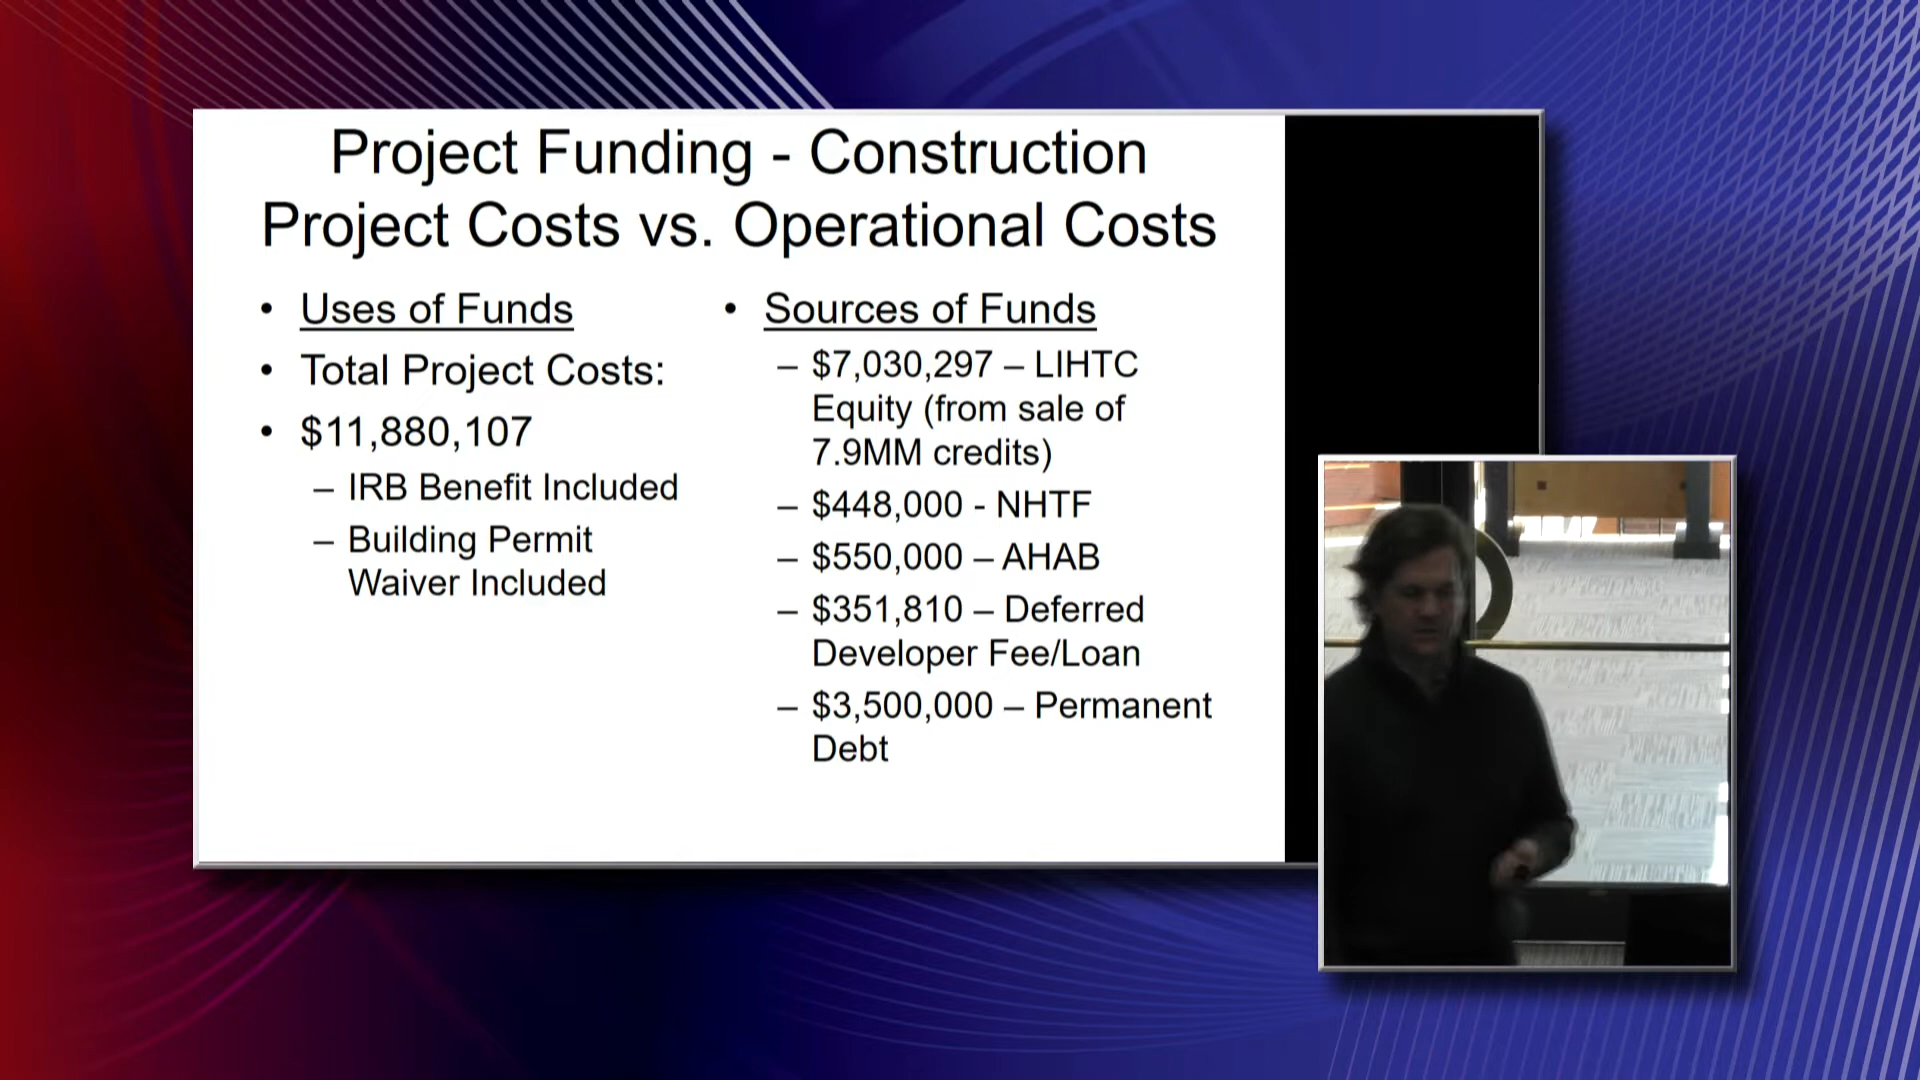 Project Funding - Construction
Project Costs vs. Operational Costs
• Uses of Funds
• Total Project Costs:
• $11,880,107
– IRB Benefit Included
– Building Permit
Waiver Included
• Sources of Funds
– $7,030,297 – LIHTC
Equity (from sale of
7.9MM credits)
– $448,000 - NHTF
– $550,000 – AHAB
– $351,810 – Deferred
Developer Fee/Loan
– $3,500,000 – Permanent
Debt